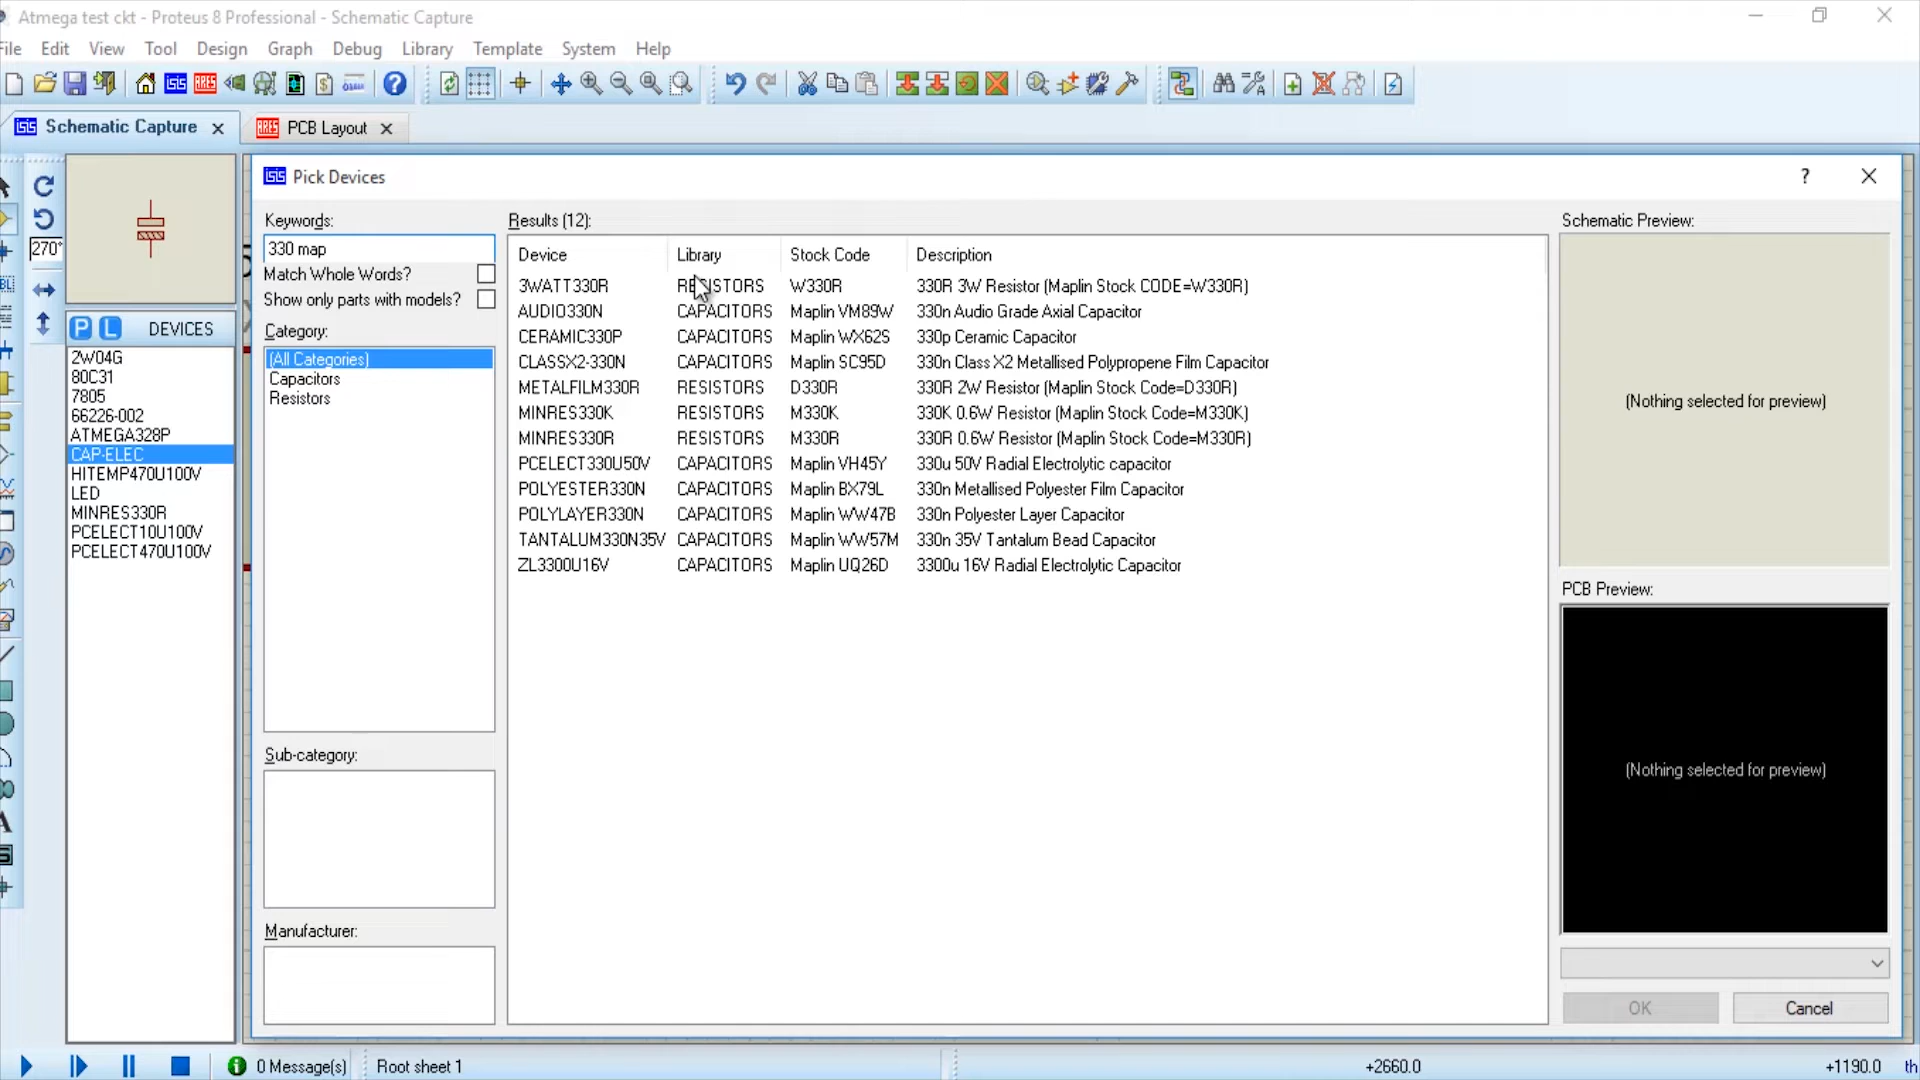 Atmega test ckt - Proteus 8 Professional - Schematic Capture
File Edit View Tool Design Graph Debug Library Template System Help
Schematic Capture
PCB Layout
Pick Devices
270°
P L DEVICES
2W04G
80C31
7805
66226-002
ATMEGA328P
CAP-ELEC
HITEMP470U100V
LED
MINRES330R
PCELECT10U100V
PCELECT470U100V
Keywords:
330 map
Match Whole Words?
Show only parts with models?
Category:
(All Categories)
Capacitors
Resistors
Sub-category:
Manufacturer:
Results (12):
Device Library Stock Code Description
3WATT330R RESISTORS W330R 330R 3W Resistor (Maplin Stock CODE=W330R)
AUDIO330N CAPACITORS Maplin VM89W 330n Audio Grade Axial Capacitor
CERAMIC330P CAPACITORS Maplin WX62S 330p Ceramic Capacitor
CLASSX2-330N CAPACITORS Maplin SC95D 330n Class X2 Metallised Polypropene Film Capacitor
METALFILM330R RESISTORS D330R 330R 2W Resistor (Maplin Stock Code=D330R)
MINRES330K RESISTORS M330K 330K 0.6W Resistor (Maplin Stock Code=M330K)
MINRES330R RESISTORS M330R 330R 0.6W Resistor (Maplin Stock Code=M330R)
PCELECT330U50V CAPACITORS Maplin VH45Y 330u 50V Radial Electrolytic capacitor
POLYESTER330N CAPACITORS Maplin BX79L 330n Metallised Polyester Film Capacitor
POLYLAYER330N CAPACITORS Maplin WW47B 330n Polyester Layer Capacitor
TANTALUM330N35V CAPACITORS Maplin WW57M 330n 35V Tantalum Bead Capacitor
ZL3300U16V CAPACITORS Maplin UQ26D 3300u 16V Radial Electrolytic Capacitor
Schematic Preview:
(Nothing selected for preview)
PCB Preview:
(Nothing selected for preview)
OK Cancel
0 Message(s) Root sheet 1 +2660.0 +1190.0 th